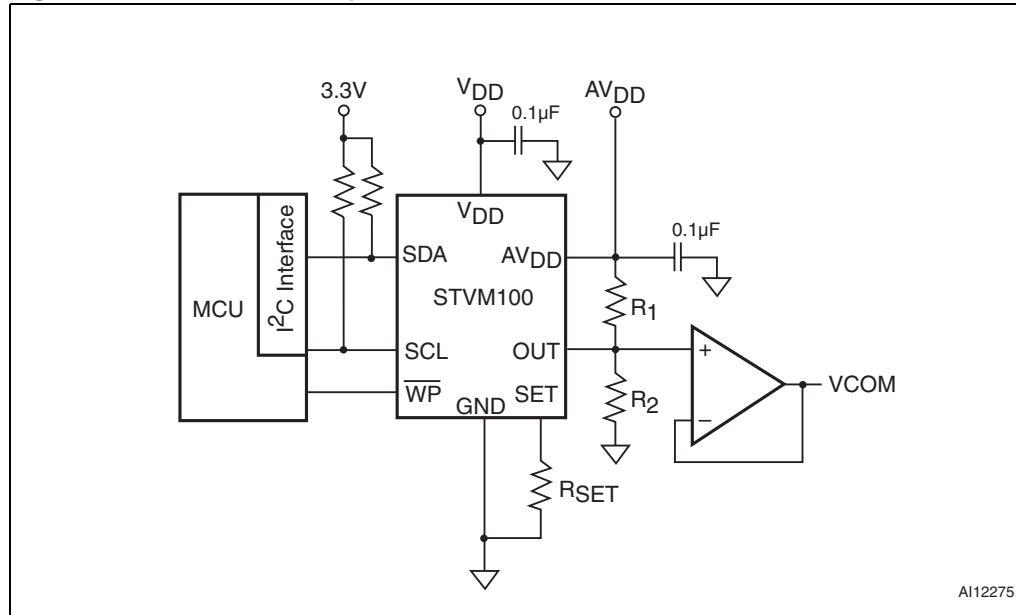 3.3V
VDD
AVDD
0.1µF
0.1µF
MCU
I2C Interface
VDD
SDA
AVDD
STVM100
SCL
OUT
WP
GND
SET
R1
R2
RSET
+
−
VCOM
AI12275